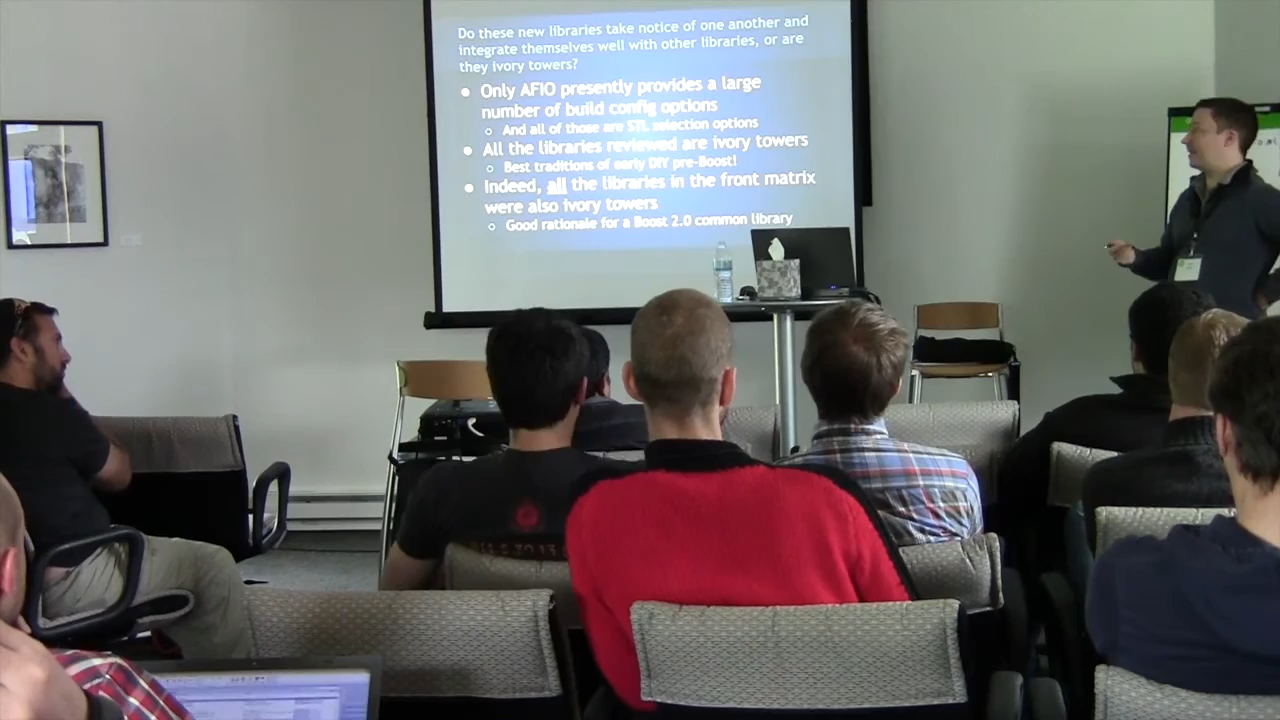 Do these new libraries take notice of one another and
integrate themselves well with other libraries, or are
they ivory towers?
Only AFIO presently provides a large
number of build config options
And all of those are STL selection options
All the libraries reviewed are ivory towers
Best traditions of early DIY pre-Boost!
Indeed, all the libraries in the front matrix
were also ivory towers
Good rationale for a Boost 2.0 common library